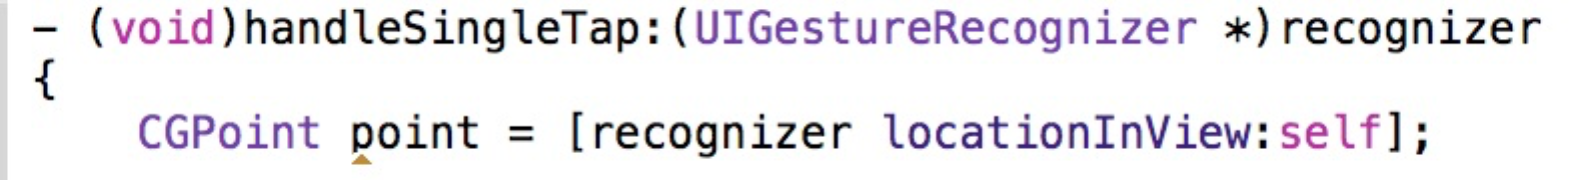 - (void)handleSingleTap:(UIGestureRecognizer *)recognizer
{
CGPoint point = [recognizer locationInView:self];